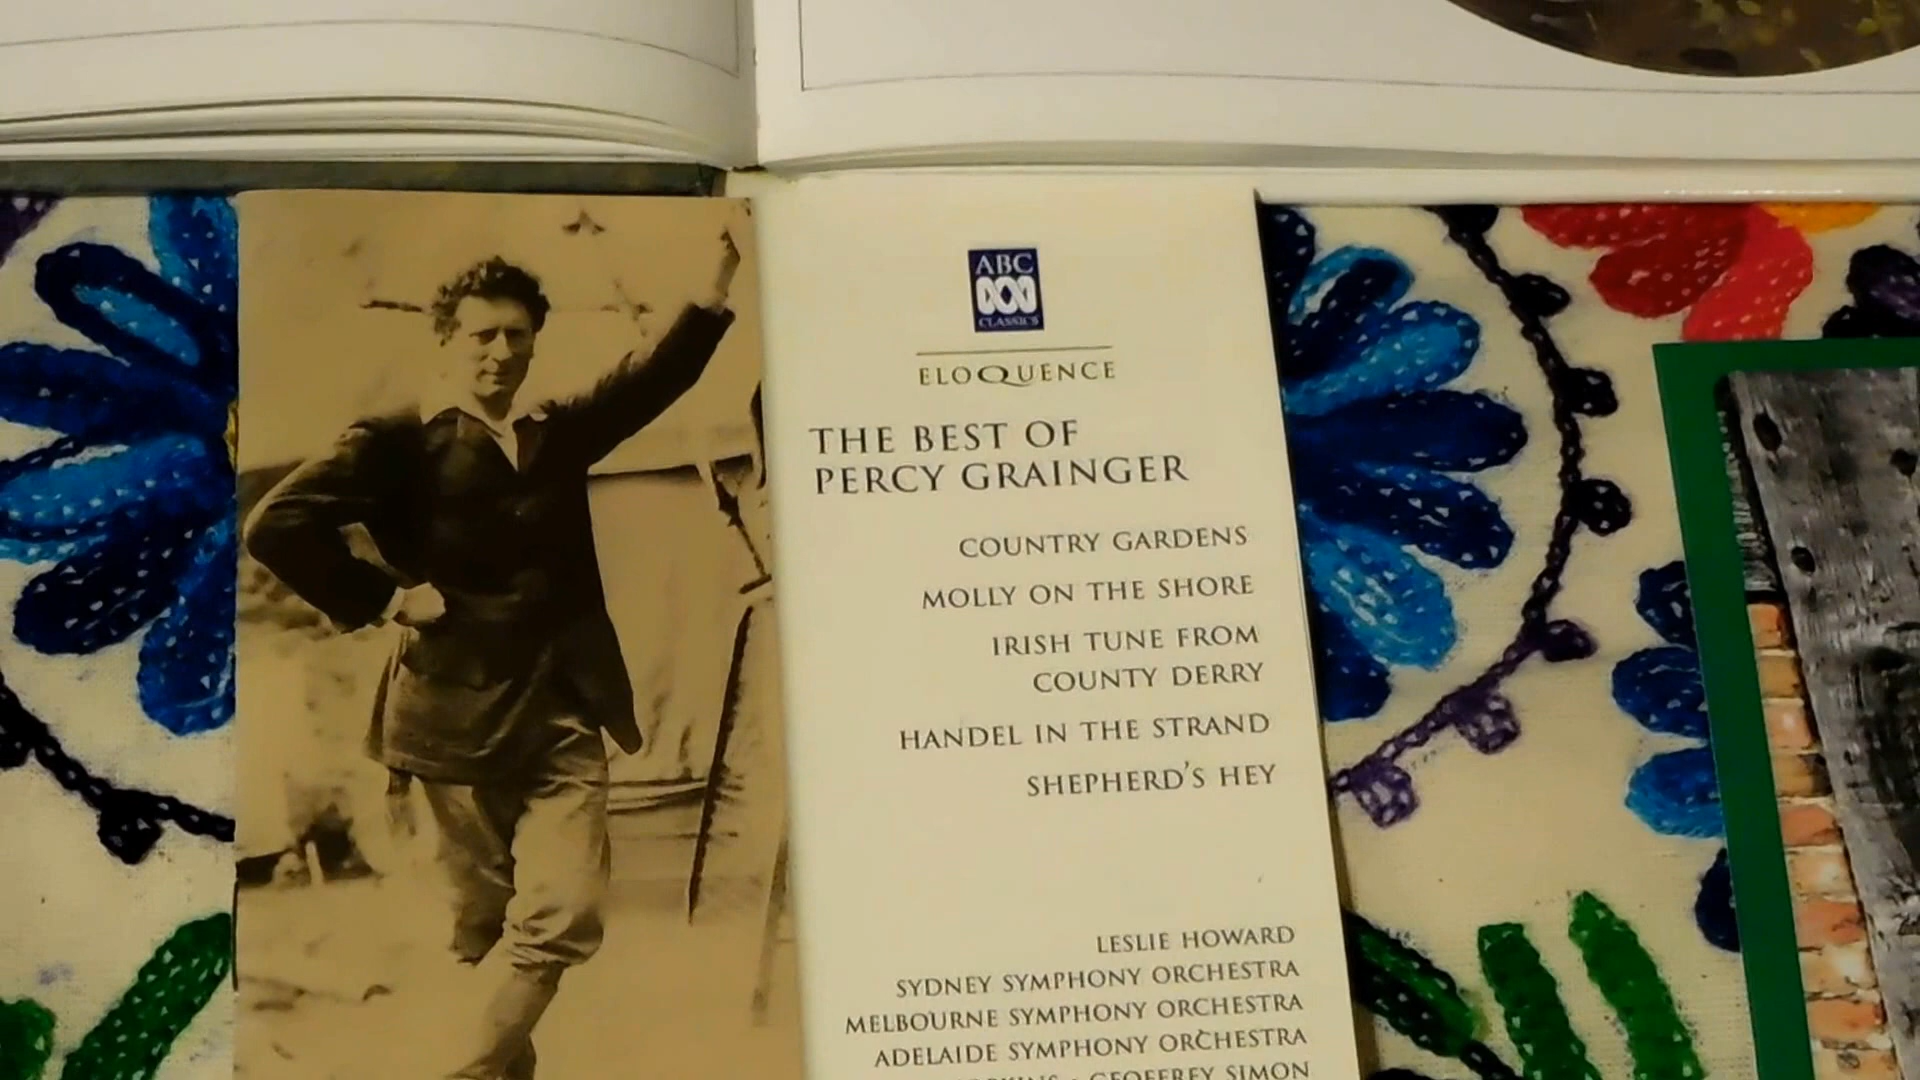 ABC
CLASSICS
ELOQUENCE
THE BEST OF
PERCY GRAINGER
COUNTRY GARDENS
MOLLY ON THE SHORE
IRISH TUNE FROM
COUNTY DERRY
HANDEL IN THE STRAND
SHEPHERD'S HEY
LESLIE HOWARD
SYDNEY SYMPHONY ORCHESTRA
MELBOURNE SYMPHONY ORCHESTRA
ADELAIDE SYMPHONY ORCHESTRA
GEOFFREY SIMON